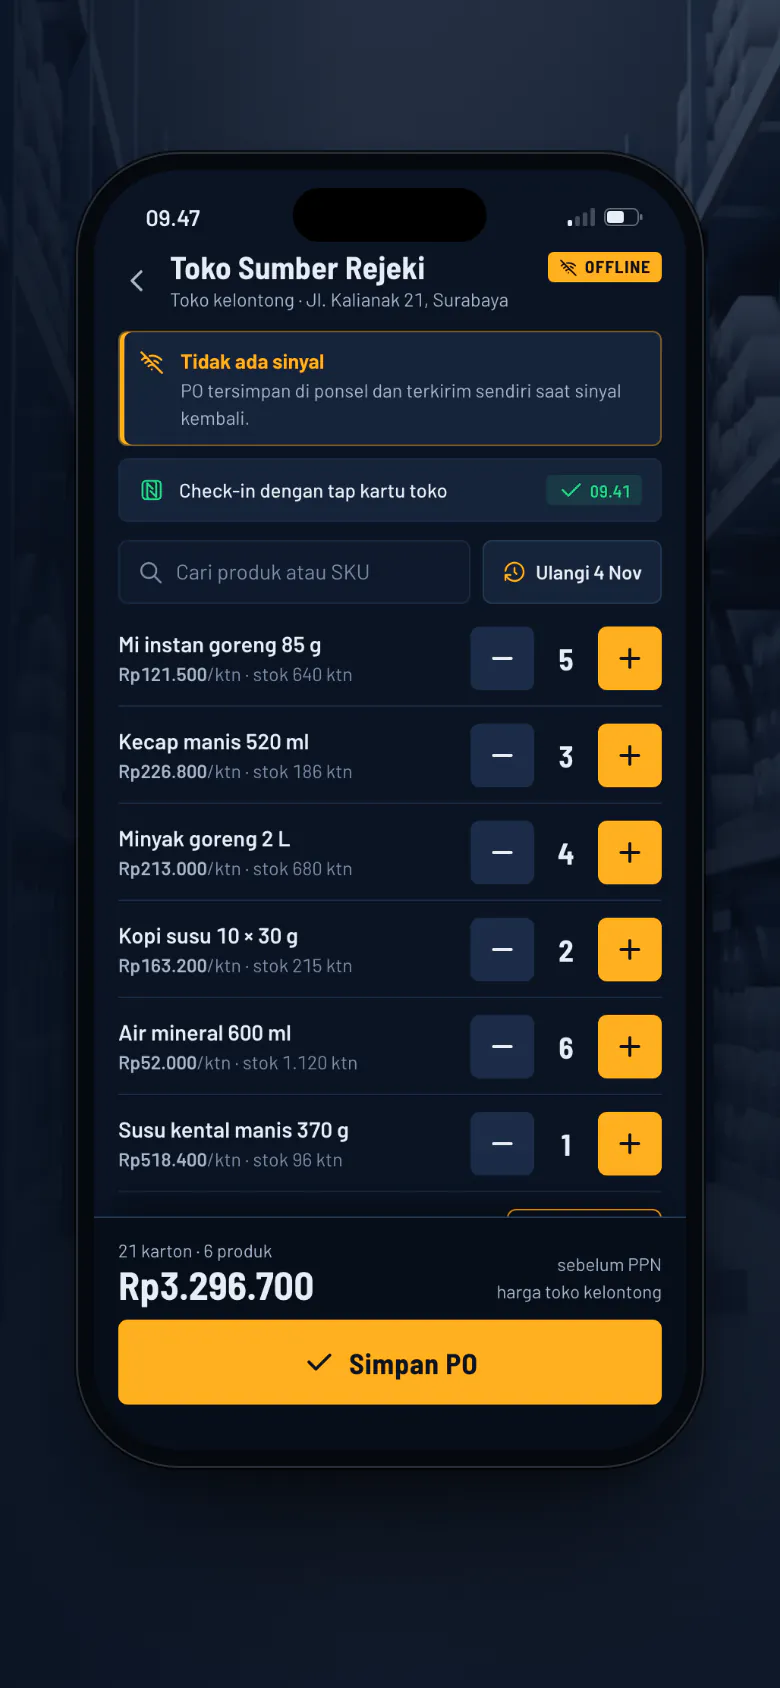 09.47
Toko Sumber Rejeki
OFFLINE
Toko kelontong · Jl. Kalianak 21, Surabaya
Tidak ada sinyal
PO tersimpan di ponsel dan terkirim sendiri saat sinyal
kembali.
Check-in dengan tap kartu toko
09.41
Cari produk atau SKU
Ulangi 4 Nov
Mi instan goreng 85 g
Rp121.500/ktn · stok 640 ktn
5
Kecap manis 520 ml
Rp226.800/ktn · stok 186 ktn
3
Minyak goreng 2 L
Rp213.000/ktn · stok 680 ktn
4
Kopi susu 10 × 30 g
Rp163.200/ktn · stok 215 ktn
2
Air mineral 600 ml
Rp52.000/ktn · stok 1.120 ktn
6
Susu kental manis 370 g
Rp518.400/ktn · stok 96 ktn
1
21 karton · 6 produk
Rp3.296.700
sebelum PPN
harga toko kelontong
Simpan PO